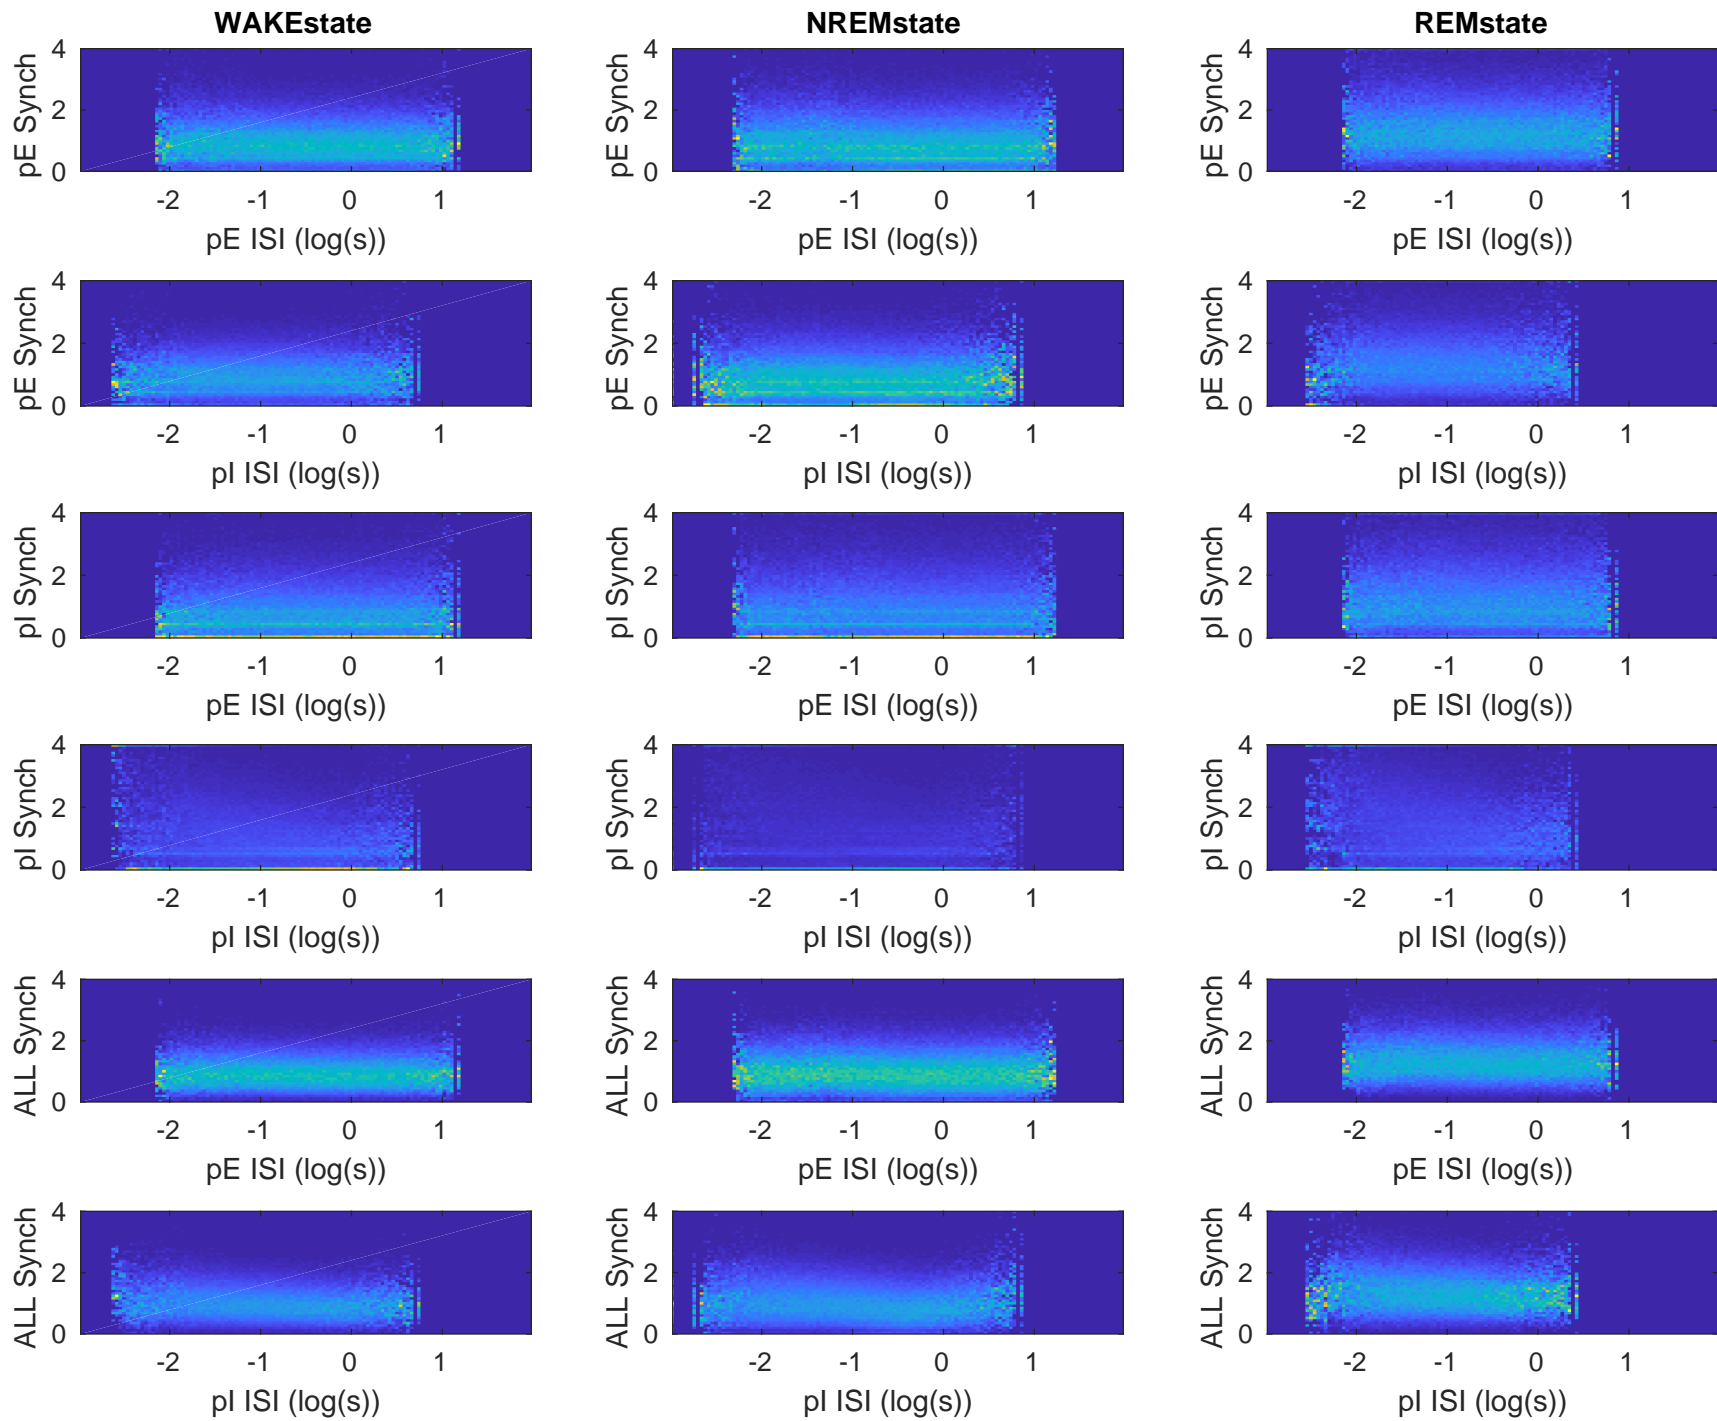 WAKEstate NREMstate REMstate
4 4 4
pE Synch pE Synch pE Synch
2 2 2
0 0 0
-2 -1 0 1 -2 -1 0 1 -2 -1 0 1
pE ISI (log(s)) pE ISI (log(s)) pE ISI (log(s))
4 4 4
pE Synch pE Synch pE Synch
2 2 2
0 0 0
-2 -1 0 1 -2 -1 0 1 -2 -1 0 1
pI ISI (log(s)) pI ISI (log(s)) pI ISI (log(s))
4 4 4
pI Synch pI Synch pI Synch
2 2 2
0 0 0
-2 -1 0 1 -2 -1 0 1 -2 -1 0 1
pE ISI (log(s)) pE ISI (log(s)) pE ISI (log(s))
4 4 4
pI Synch pI Synch pI Synch
2 2 2
0 0 0
-2 -1 0 1 -2 -1 0 1 -2 -1 0 1
pI ISI (log(s)) pI ISI (log(s)) pI ISI (log(s))
4 4 4
ALL Synch ALL Synch ALL Synch
2 2 2
0 0 0
-2 -1 0 1 -2 -1 0 1 -2 -1 0 1
pE ISI (log(s)) pE ISI (log(s)) pE ISI (log(s))
4 4 4
ALL Synch ALL Synch ALL Synch
2 2 2
0 0 0
-2 -1 0 1 -2 -1 0 1 -2 -1 0 1
pI ISI (log(s)) pI ISI (log(s)) pI ISI (log(s))